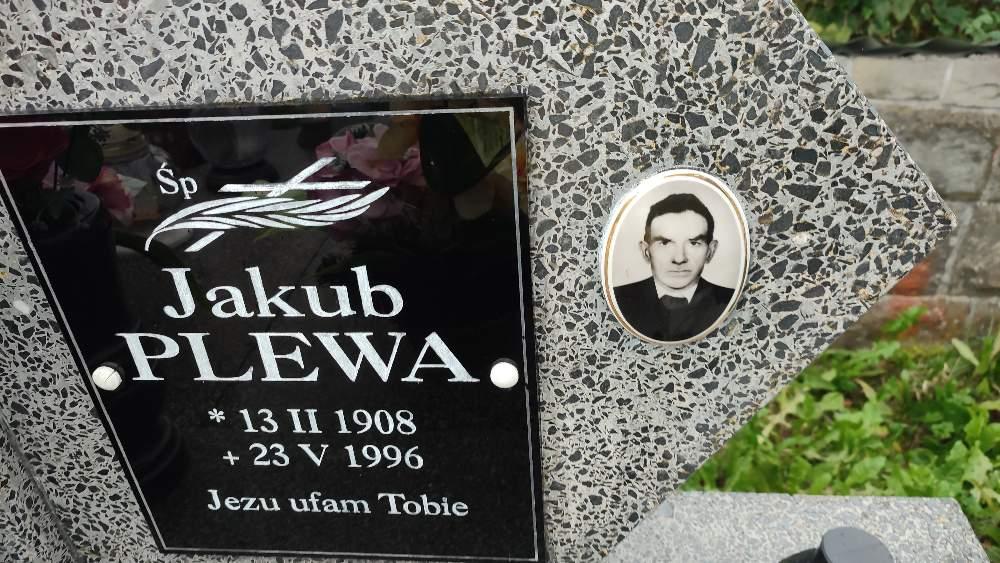 Śp
Jakub
PLEWA
* 13 II 1908
+ 23 V 1996
Jezu ufam Tobie